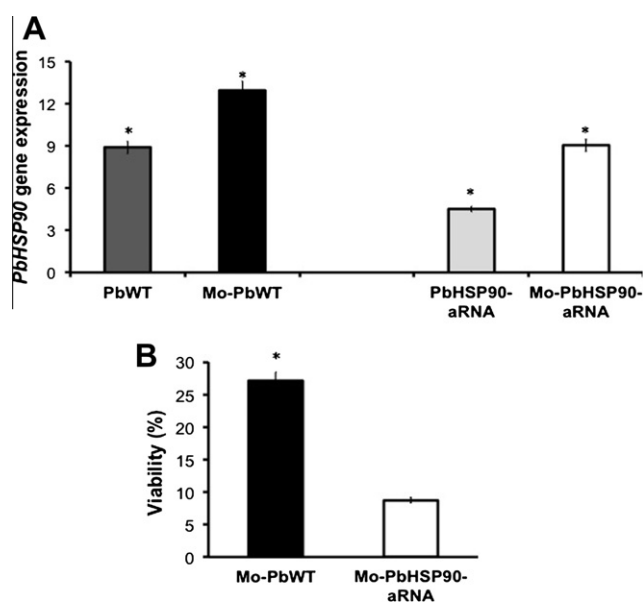 A
PbHSP90 gene expression
15
12
9
6
3
0
*
*
*
*
PbWT
Mo-PbWT
PbHSP90-
aRNA
Mo-PbHSP90-
aRNA
B
Viability (%)
30
25
20
15
10
5
0
*
Mo-PbWT
Mo-PbHSP90-
aRNA